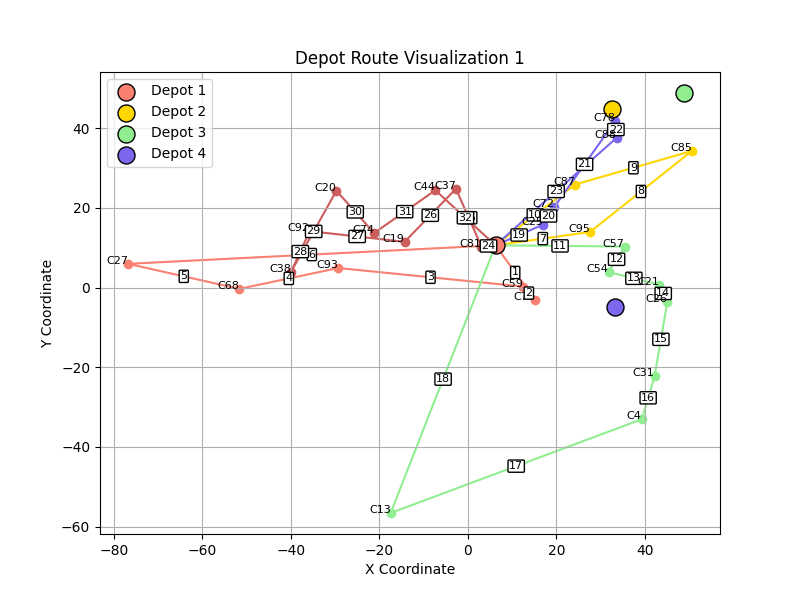 Depot Route Visualization 1
Depot 1
Depot 2
Depot 3
Depot 4
Y Coordinate
X Coordinate
40
20
0
−20
−40
−60
−80
−60
−40
−20
0
20
40
C78
22
C88
C85
21
9
C87
8
23
C20
C44
C37
30
31
26
32
C72
10
20
C25
C92
29
C74
27
C19
19
C95
7
C81
24
11
C57
28
6
12
C27
C38
C93
C54
1
5
4
3
13
C21
C68
C59
2
14
C26
15
C31
18
16
C4
17
C13